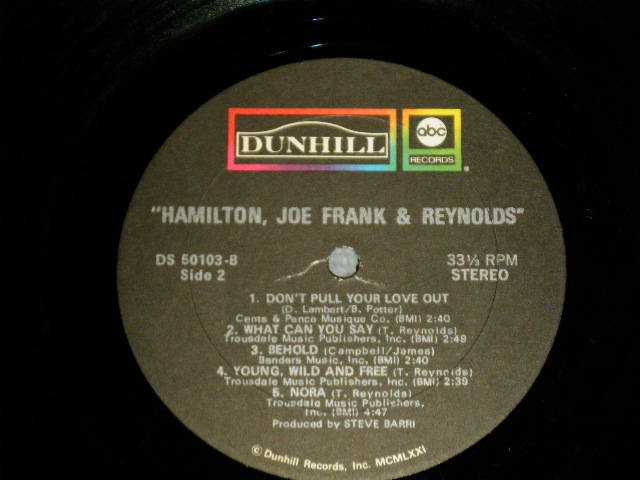 DUNHILL
abc
RECORDS
"HAMILTON, JOE FRANK & REYNOLDS"
DS 50103-B
Side 2
33⅓ RPM
STEREO
1. DON'T PULL YOUR LOVE OUT
(D. Lambert/B. Potter)
Cents & Pence Musique Co. (BMI) 2:40
2. WHAT CAN YOU SAY (T. Reynolds)
Trousdale Music Publishers, Inc. (BMI) 2:49
3. BEHOLD (Campbell/James)
Benders Music, Inc. (BMI) 2:40
4. YOUNG, WILD AND FREE (T. Reynolds)
Trousdale Music Publishers, Inc. (BMI) 2:39
5. NORA (T. Reynolds)
Trousdale Music Publishers,
Inc. (BMI) 4:47
Produced by STEVE BARRI
© Dunhill Records, Inc. MCMLXXI